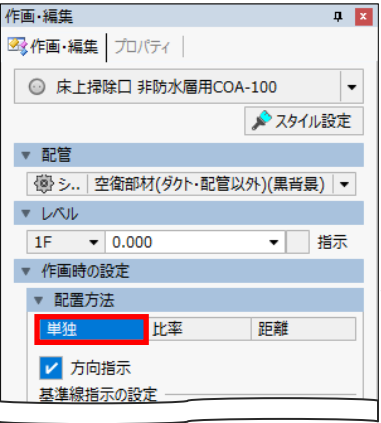 作画・編集
作画・編集 プロパティ
床上掃除口 非防水層用COA-100
スタイル設定
配管
シ.. 空衛部材(ダクト・配管以外)(黒背景)
レベル
1F 0.000 指示
作画時の設定
配置方法
単独 比率 距離
方向指示
基準線指示の設定